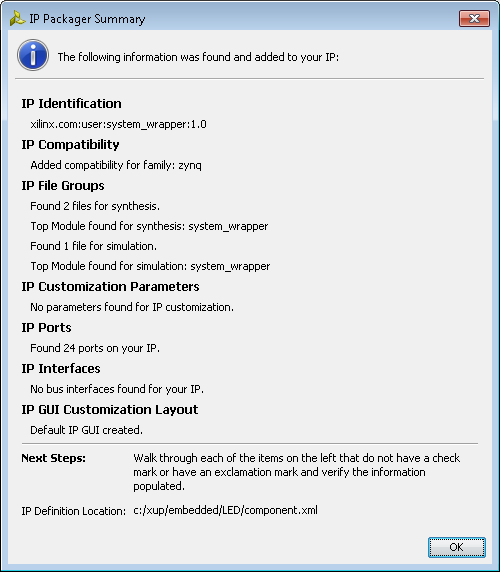 IP Packager Summary
The following information was found and added to your IP:
IP Identification
xilinx.com:user:system_wrapper:1.0
IP Compatibility
Added compatibility for family: zynq
IP File Groups
Found 2 files for synthesis.
Top Module found for synthesis: system_wrapper
Found 1 file for simulation.
Top Module found for simulation: system_wrapper
IP Customization Parameters
No parameters found for IP customization.
IP Ports
Found 24 ports on your IP.
IP Interfaces
No bus interfaces found for your IP.
IP GUI Customization Layout
Default IP GUI created.
Next Steps: Walk through each of the items on the left that do not have a check
mark or have an exclamation mark and verify the information
populated.
IP Definition Location: c:/xup/embedded/LED/component.xml
OK